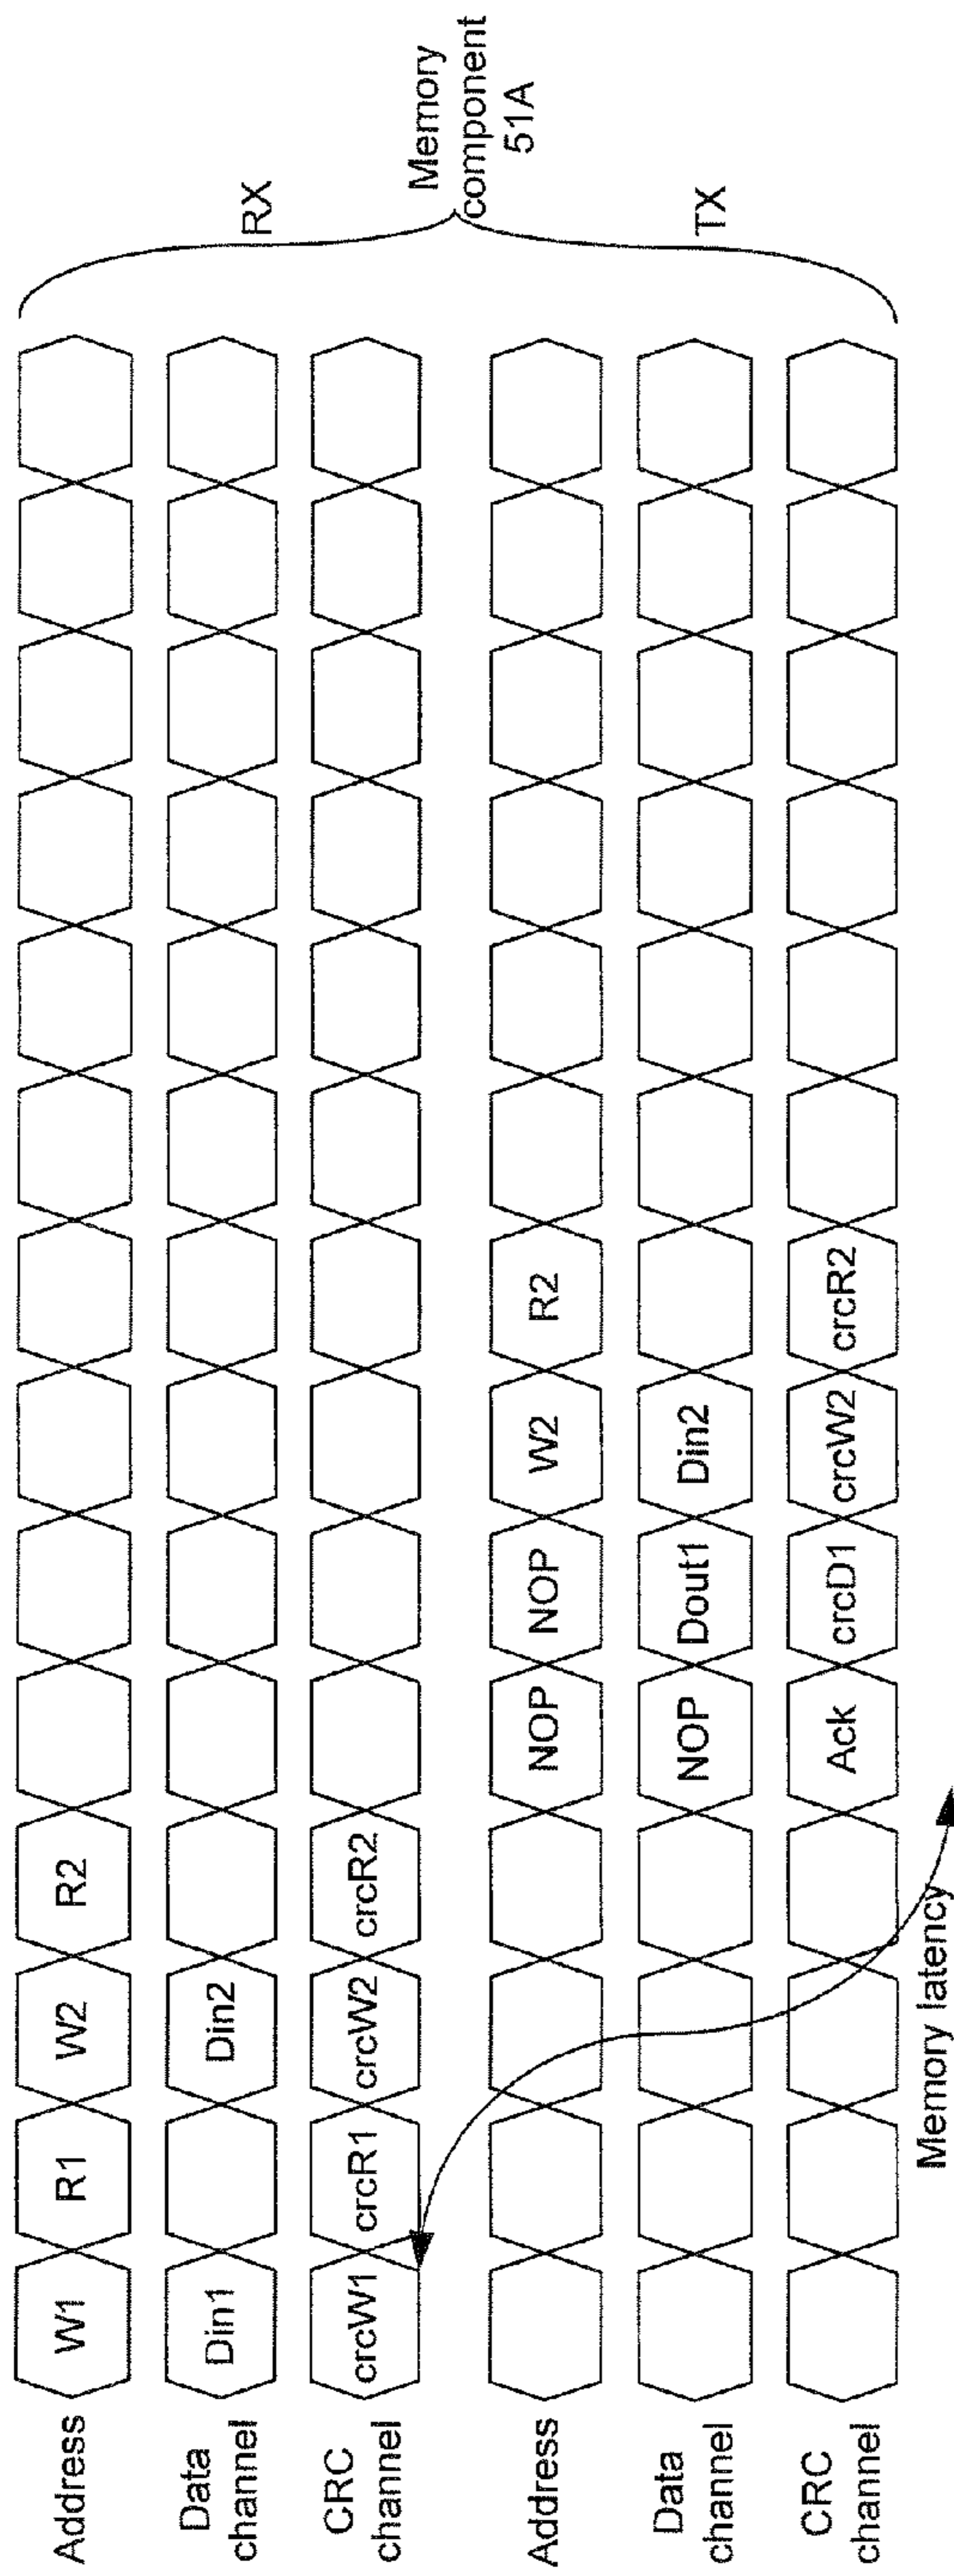 Address W1 R1 W2 R2
Data channel Din1 Din2
CRC channel crcW1 crcR1 crcW2 crcR2
RX
Memory component 51A
Address NOP NOP W2 R2
Data channel NOP Dout1 Din2
CRC channel Ack crcD1 crcW2 crcR2
TX
Memory latency